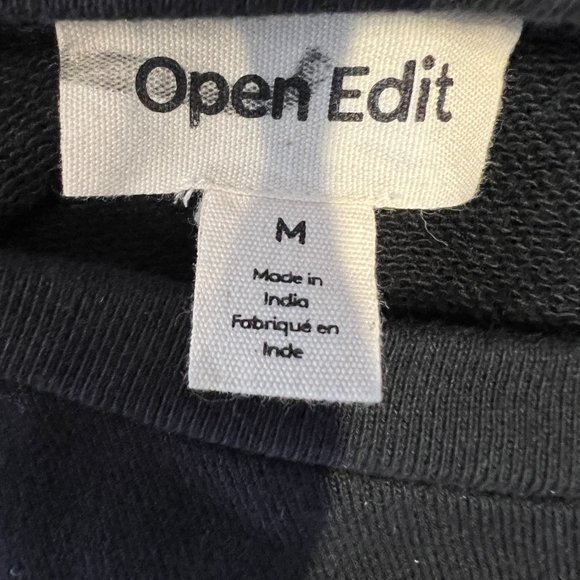 Open Edit
M
Made in
India
Fabriqué en
Inde